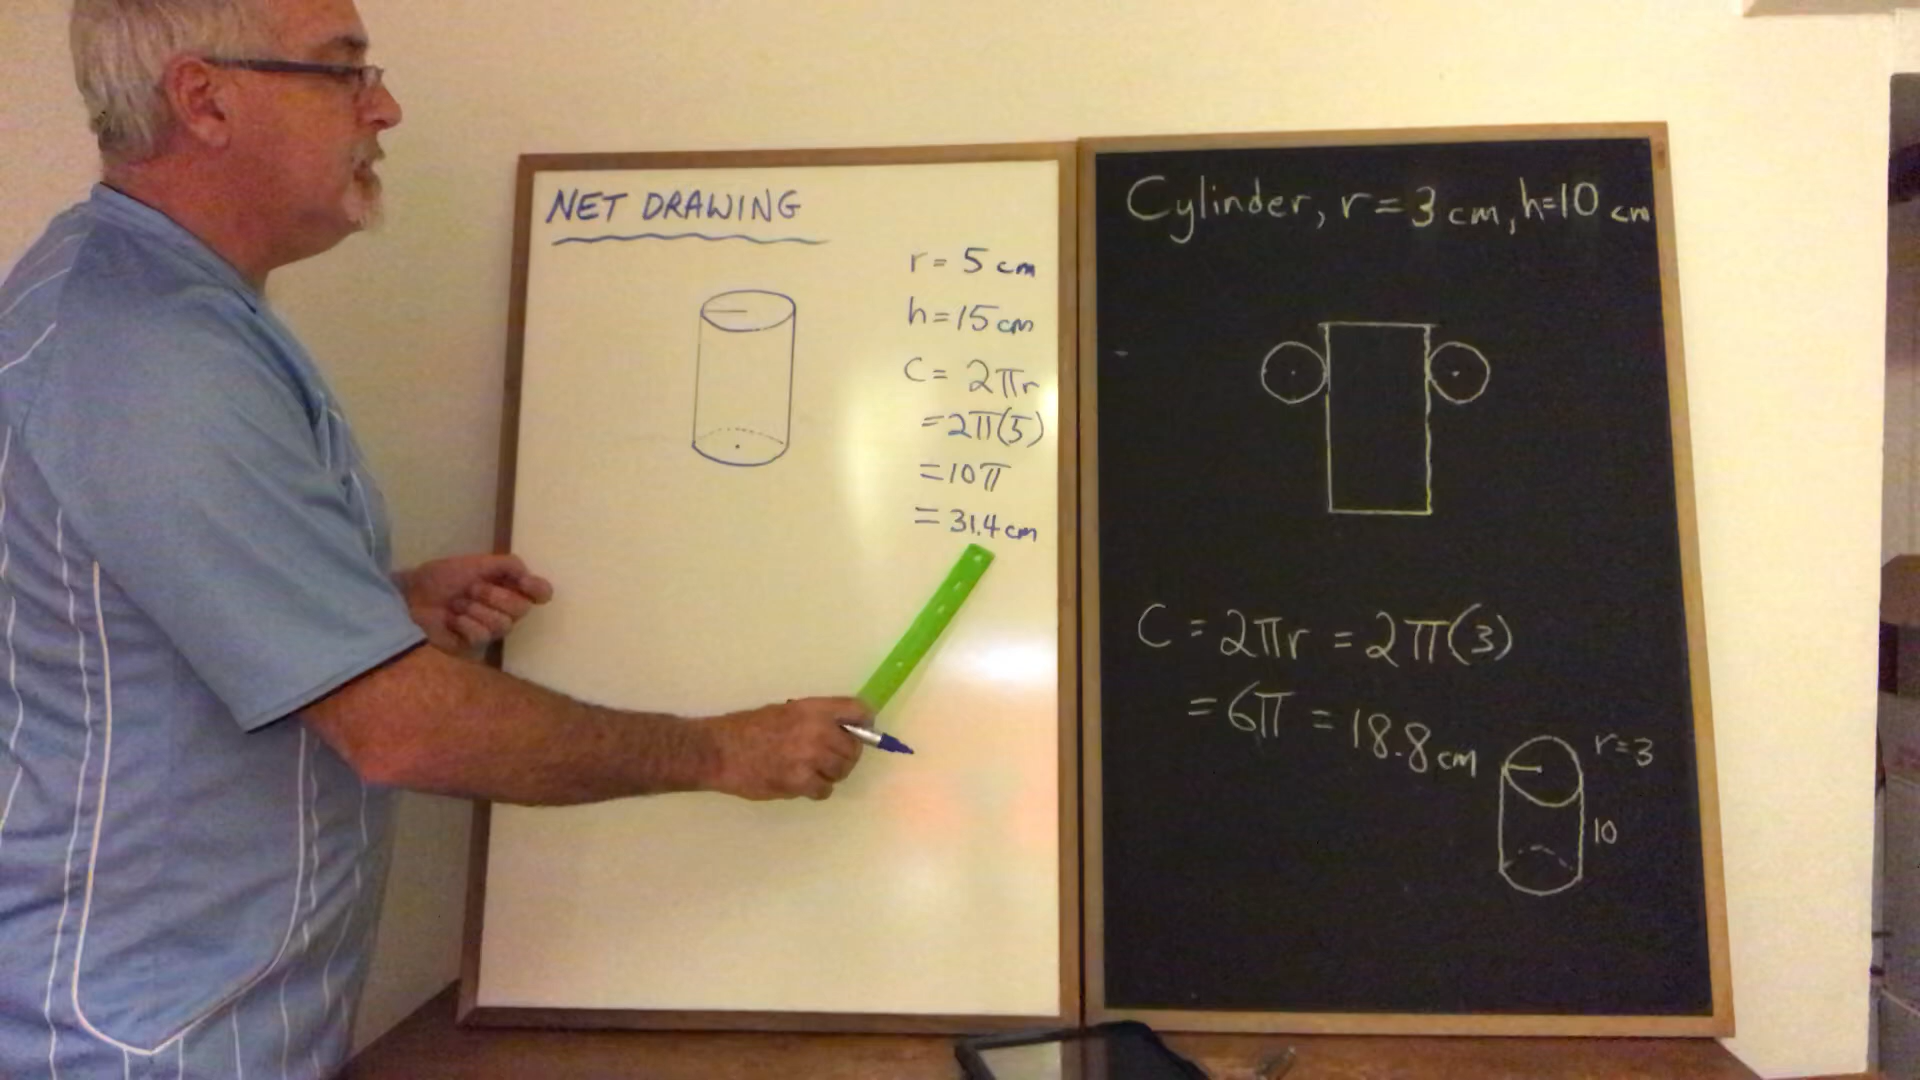 NET DRAWING
r = 5 cm
h = 15 cm
C = 2πr
= 2π(5)
= 10π
= 31.4 cm
Cylinder, r = 3 cm, h = 10 cm
C = 2πr = 2π(3)
= 6π = 18.8 cm
r = 3
10